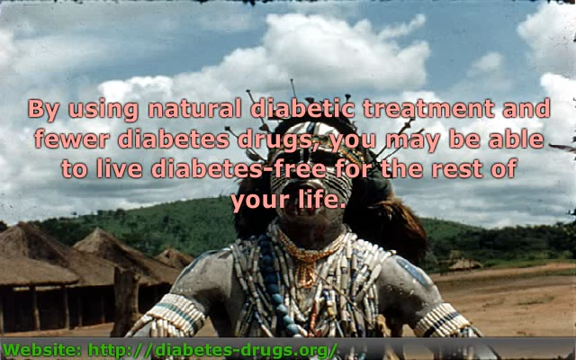 By using natural diabetic treatment and
fewer diabetes drugs, you may be able
to live diabetes-free for the rest of
your life.
Website: http://diabetes-drugs.org/